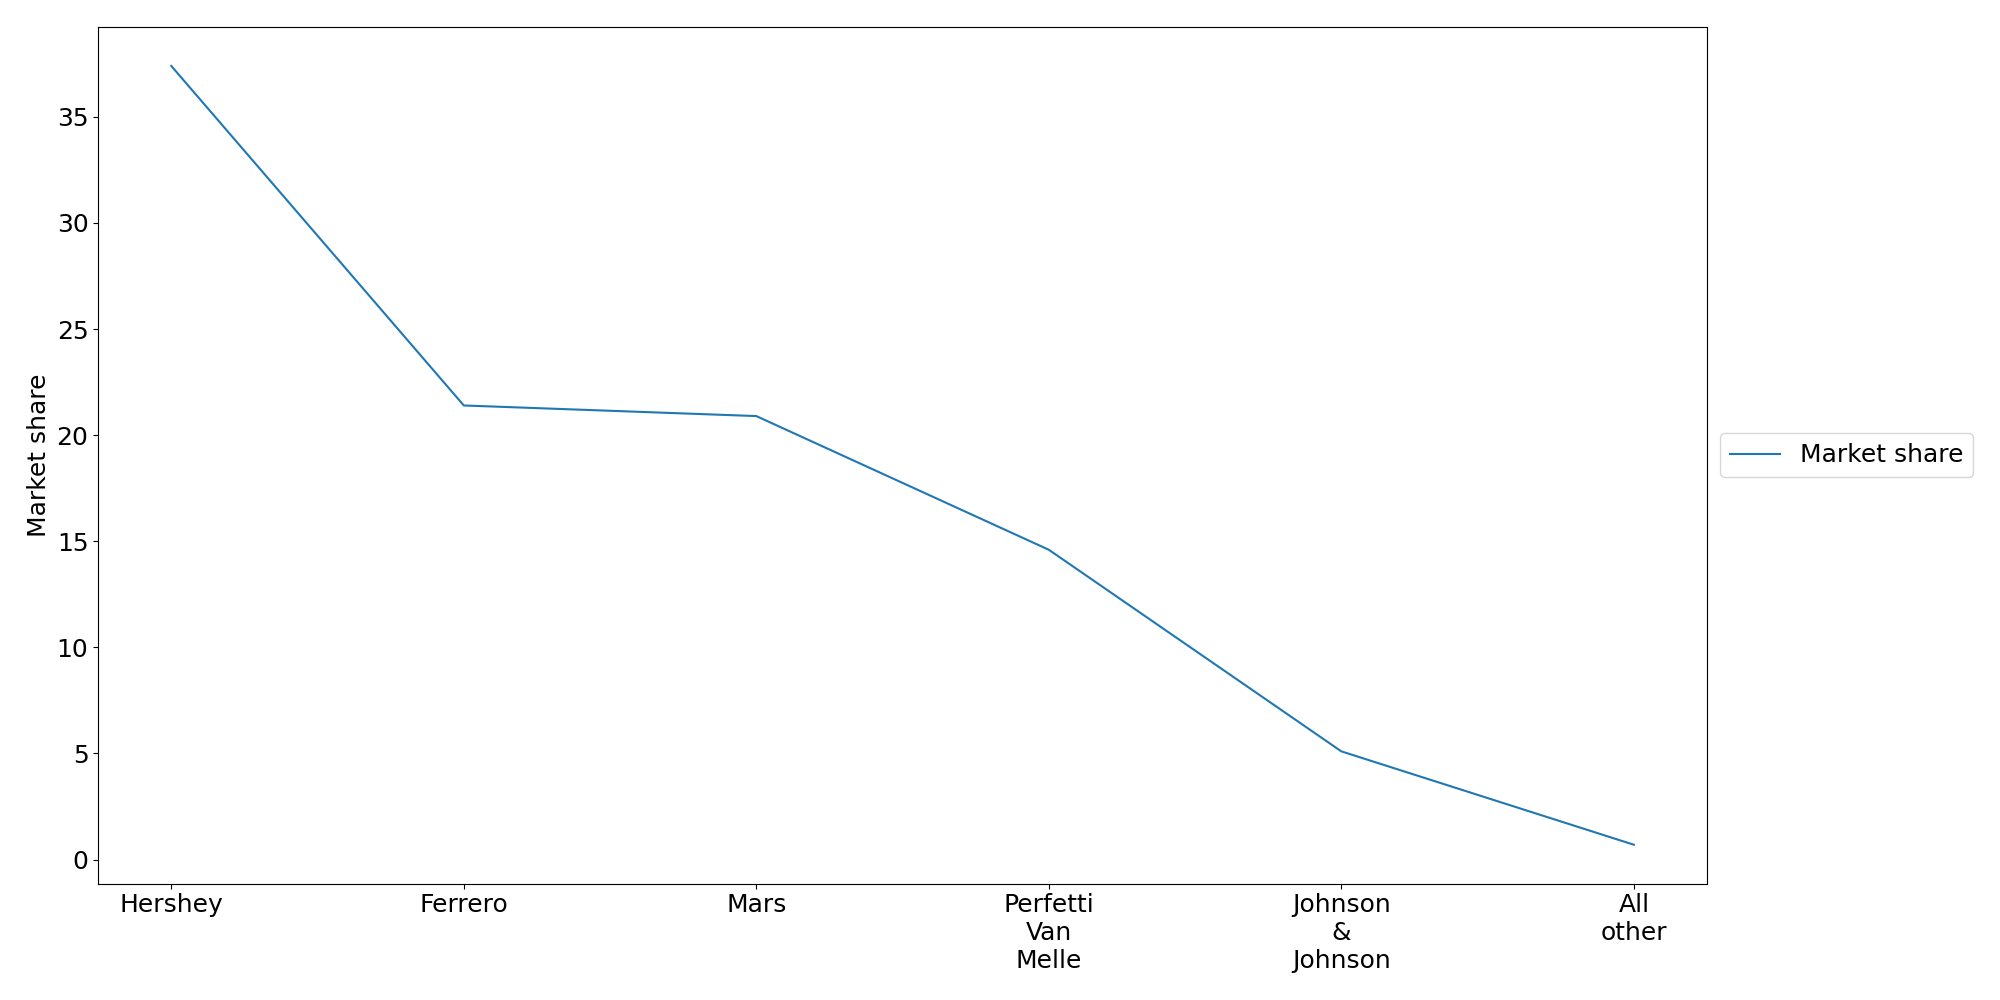 Market share
35
30
25
20
15
10
5
0
Hershey
Ferrero
Mars
Perfetti
Van
Melle
Johnson
&
Johnson
All
other
Market share